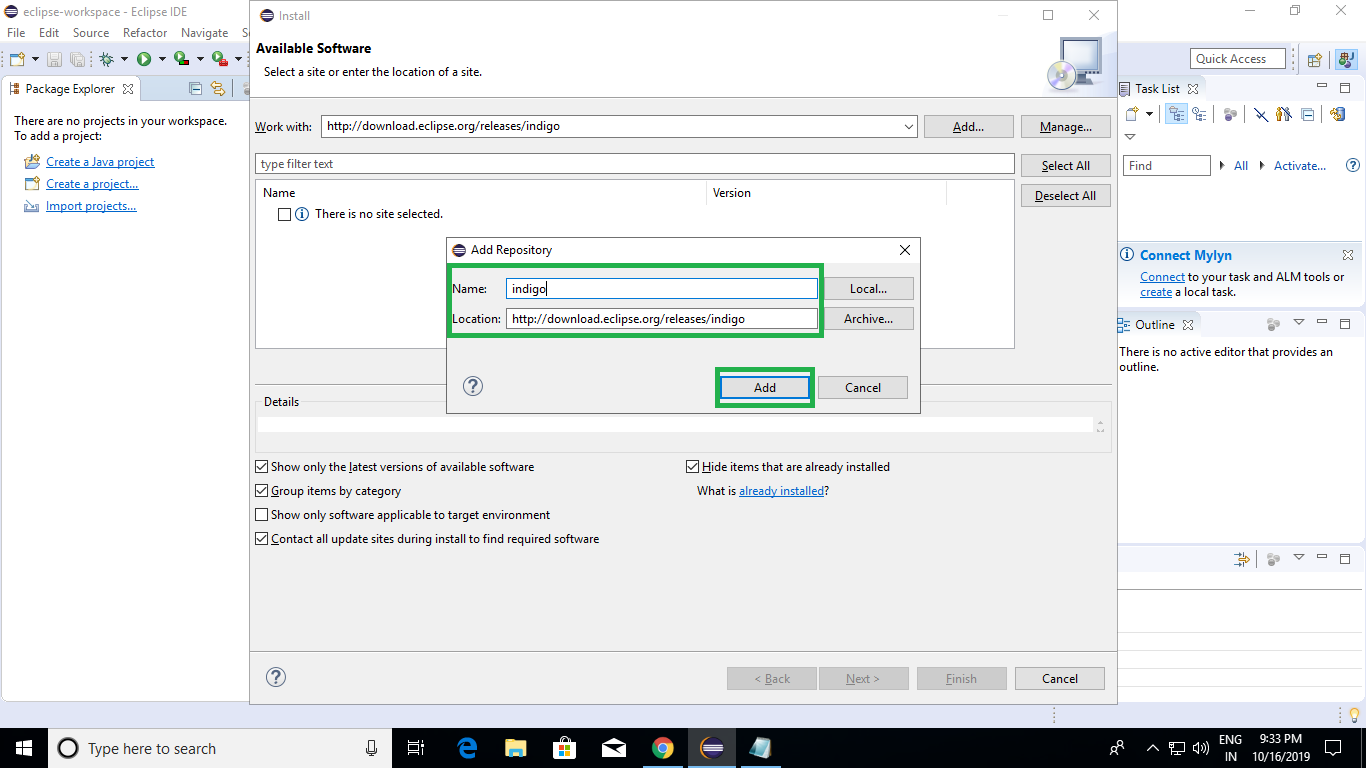 eclipse-workspace - Eclipse IDE
File Edit Source Refactor Navigate
Package Explorer
There are no projects in your workspace.
To add a project:
Create a Java project
Create a project...
Import projects...
Install
Available Software
Select a site or enter the location of a site.
Work with: http://download.eclipse.org/releases/indigo Add... Manage...
type filter text Select All
Deselect All
Name Version
There is no site selected.
Add Repository
Name: indigo Local...
Location: http://download.eclipse.org/releases/indigo Archive...
Add Cancel
Details
Show only the latest versions of available software Hide items that are already installed
Group items by category What is already installed?
Show only software applicable to target environment
Contact all update sites during install to find required software
< Back Next > Finish Cancel
Quick Access
Task List
Find All Activate...
Connect Mylyn
Connect to your task and ALM tools or
create a local task.
Outline
There is no active editor that provides an
outline.
Type here to search
ENG
IN
9:33 PM
10/16/2019